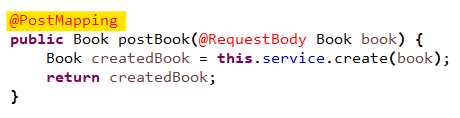 @PostMapping
public Book postBook(@RequestBody Book book) {
    Book createdBook = this.service.create(book);
    return createdBook;
}